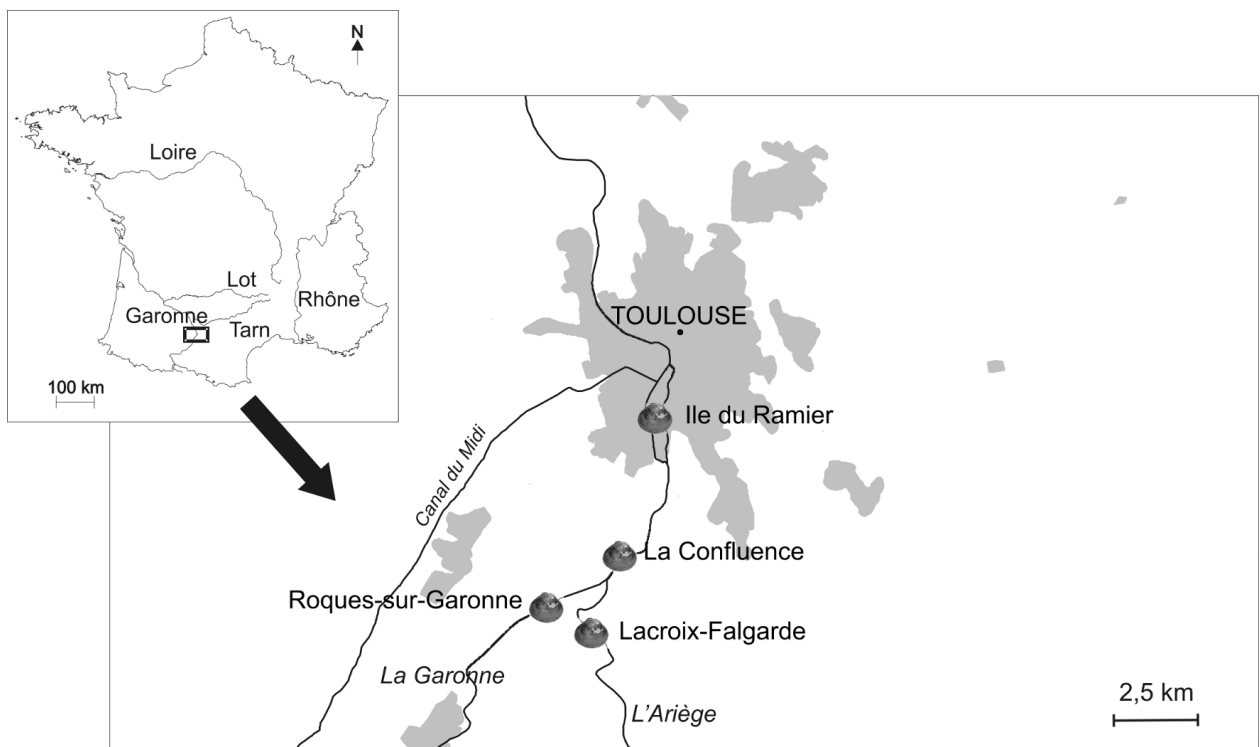 N
Loire
Lot
Rhône
Garonne
Tarn
100 km
TOULOUSE
Ile du Ramier
Canal du Midi
La Confluence
Roques-sur-Garonne
Lacroix-Falgarde
La Garonne
L'Ariège
2,5 km